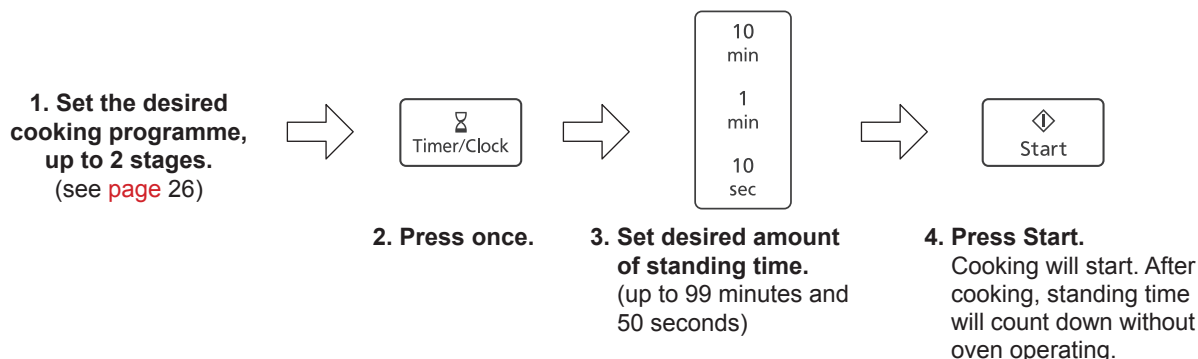 1. Set the desired
cooking programme,
up to 2 stages.
(see page 26)
Timer/Clock
2. Press once.
10
min
1
min
10
sec
3. Set desired amount
of standing time.
(up to 99 minutes and
50 seconds)
Start
4. Press Start.
Cooking will start. After
cooking, standing time
will count down without
oven operating.